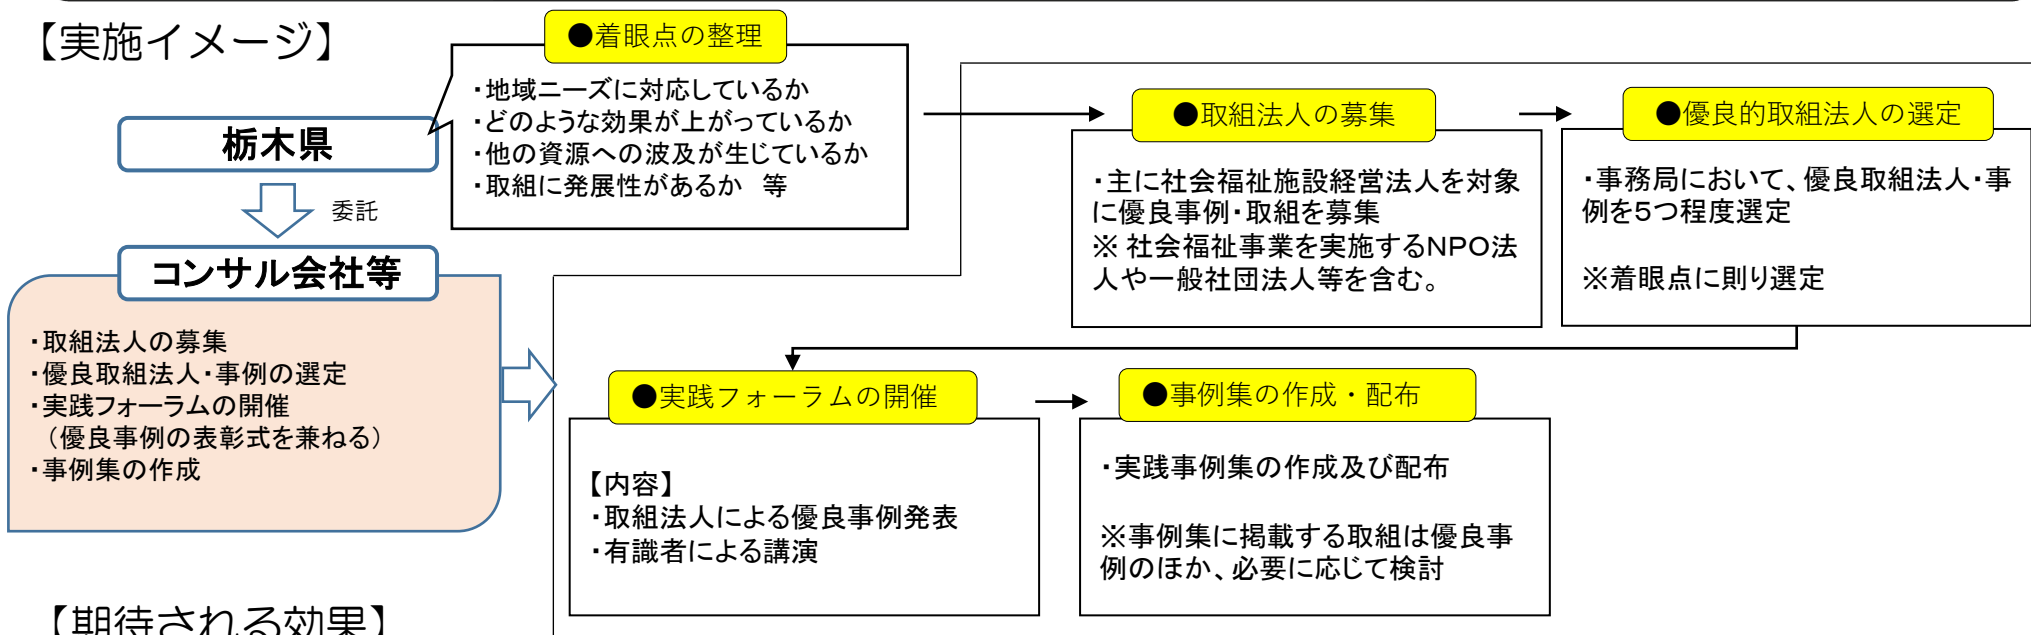 【実施イメージ】
●着眼点の整理
・地域ニーズに対応しているか
・どのような効果が上がっているか
・他の資源への波及が生じているか
・取組に発展性があるか　等
栃木県
委託
コンサル会社等
・取組法人の募集
・優良取組法人・事例の選定
・実践フォーラムの開催
（優良事例の表彰式を兼ねる）
・事例集の作成
●取組法人の募集
・主に社会福祉施設経営法人を対象
に優良事例・取組を募集
※ 社会福祉事業を実施するNPO法
人や一般社団法人等を含む。
●優良的取組法人の選定
・事務局において、優良取組法人・事
例を5つ程度選定
※着眼点に則り選定
●実践フォーラムの開催
【内容】
・取組法人による優良事例発表
・有識者による講演
●事例集の作成・配布
・実践事例集の作成及び配布
※事例集に掲載する取組は優良事
例のほか、必要に応じて検討
【期待される効果】